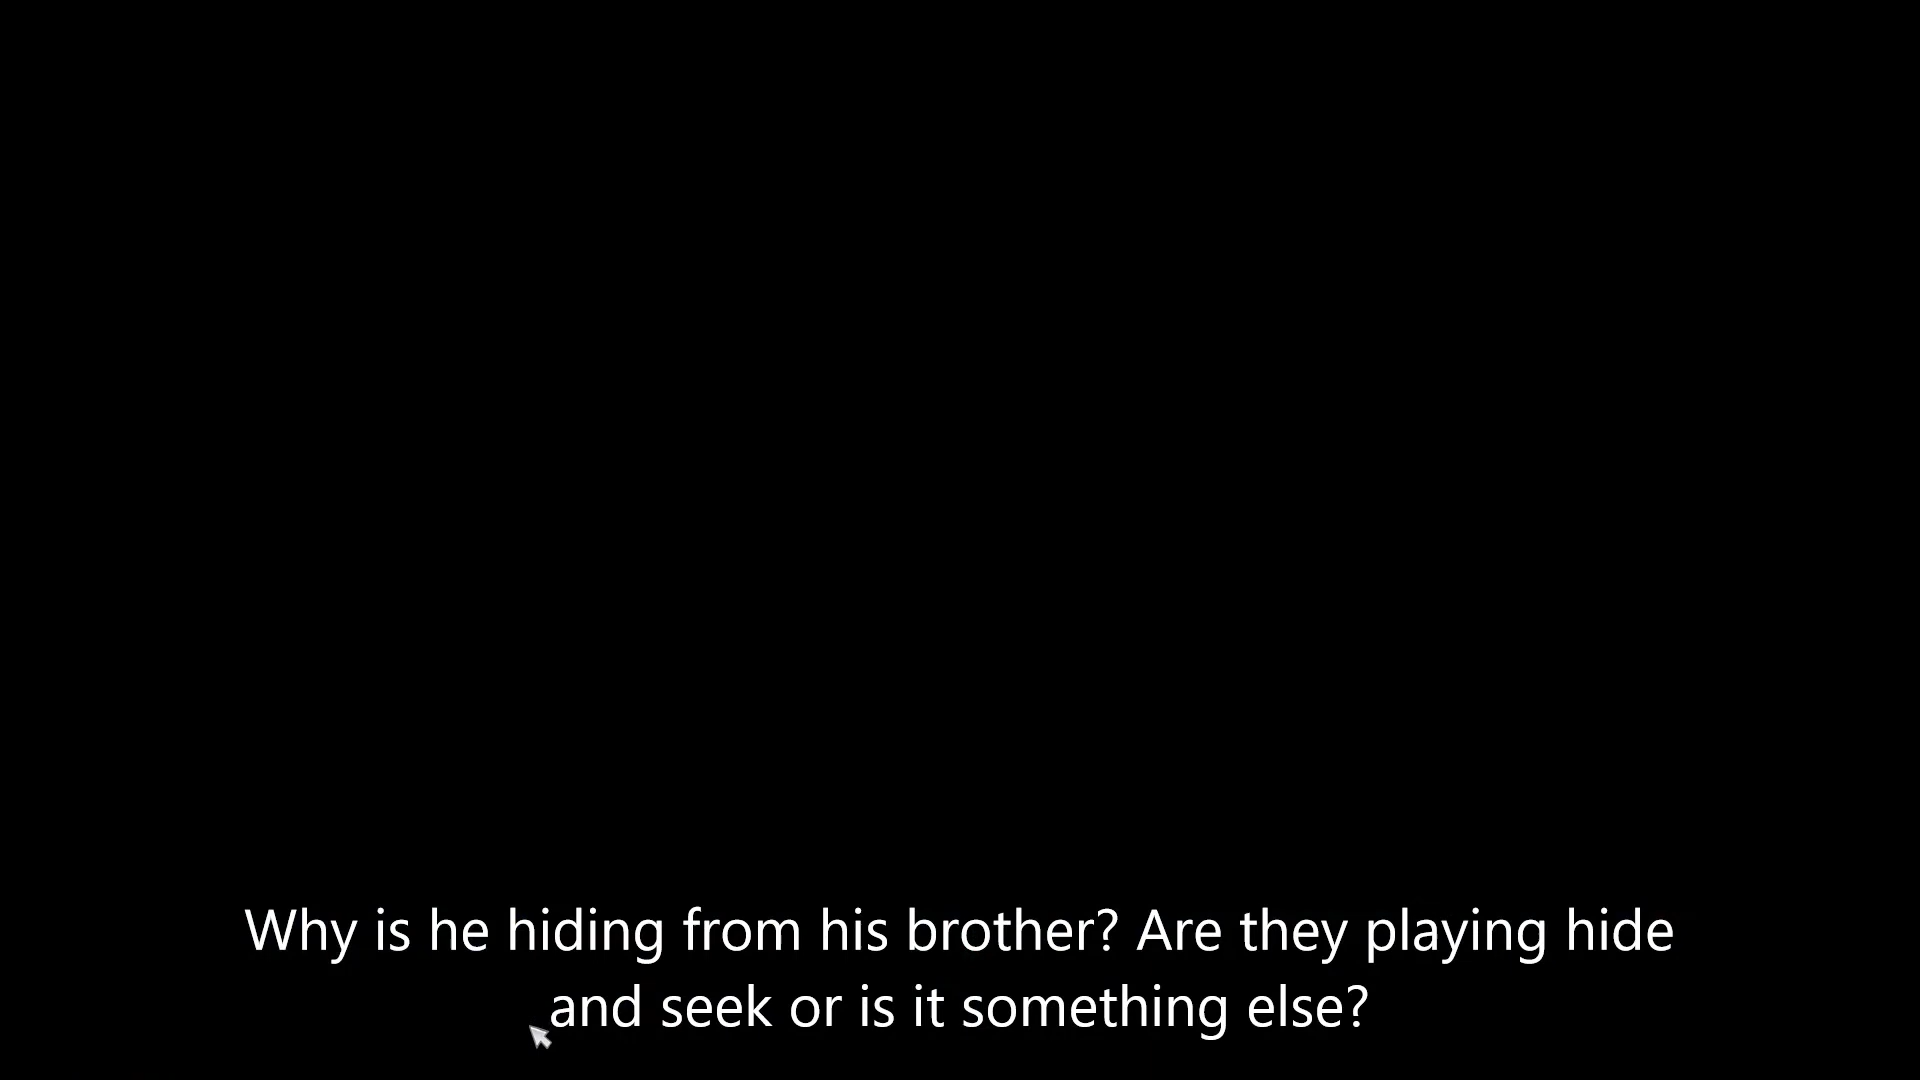 Why is he hiding from his brother? Are they playing hide
and seek or is it something else?